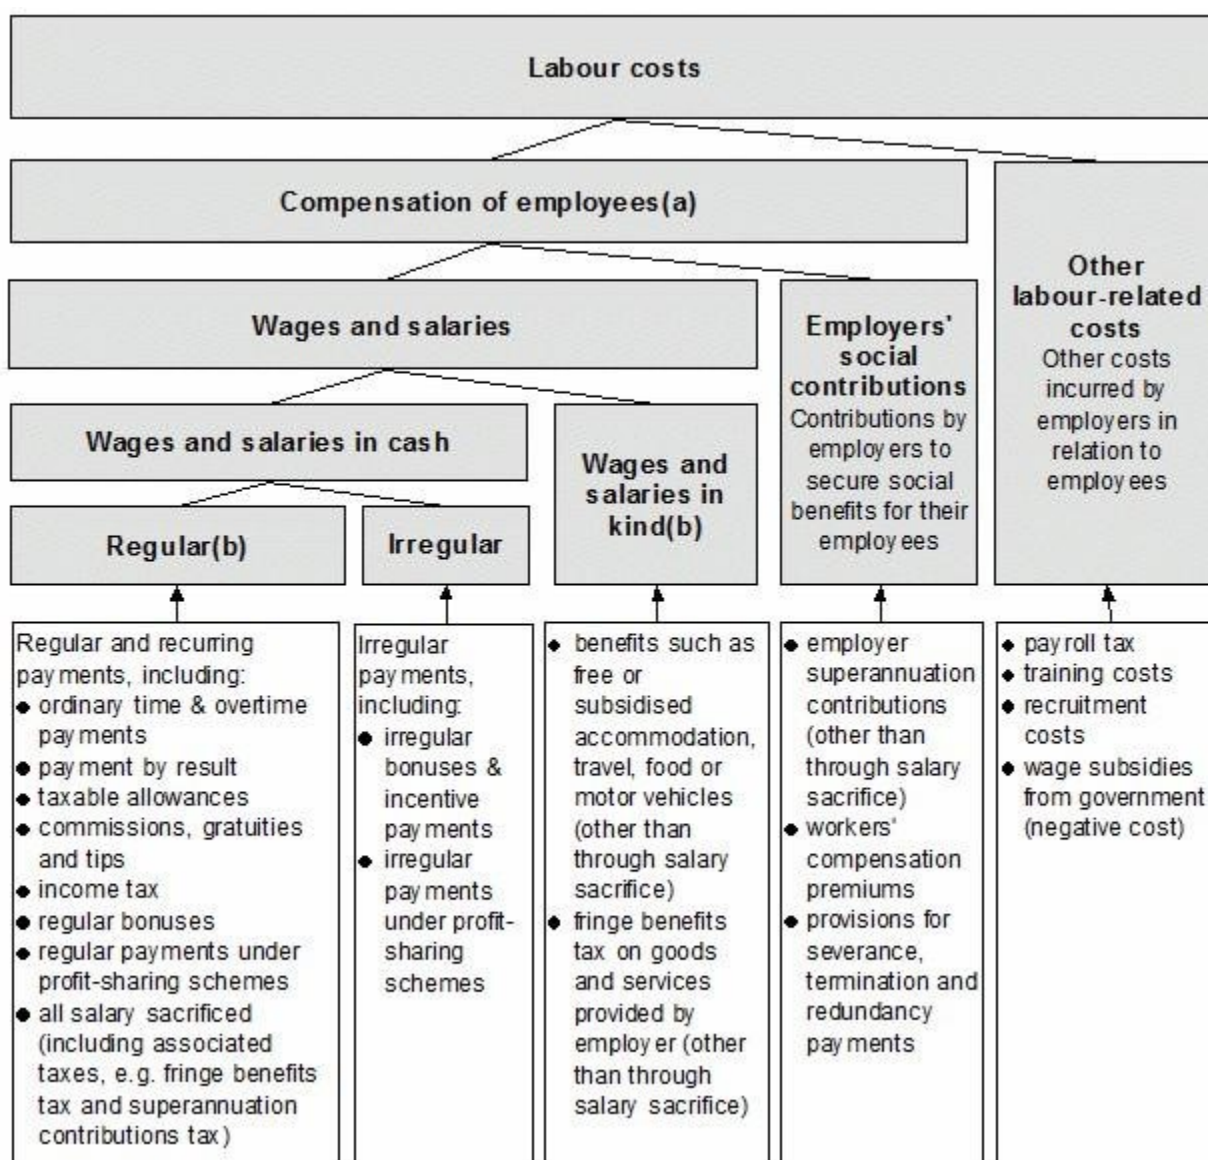 Labour costs
Compensation of employees(a)
Other
labour-related
costs
Other costs
incurred by
employers in
relation to
employees
Wages and salaries
Employers'
social
contributions
Contributions by
employers to
secure social
benefits for their
employees
Wages and salaries in cash
Wages and
salaries in
kind(b)
Regular(b)
Irregular
Regular and recurring
payments, including:
● ordinary time & overtime
payments
● payment by result
● taxable allowances
● commissions, gratuities
and tips
● income tax
● regular bonuses
● regular payments under
profit-sharing schemes
● all salary sacrificed
(including associated
taxes, e.g. fringe benefits
tax and superannuation
contributions tax)
Irregular
payments,
including:
● irregular
bonuses &
incentive
payments
● irregular
payments
under profit-
sharing
schemes
◆ benefits such as
free or
subsidised
accommodation,
travel, food or
motor vehicles
(other than
through salary
sacrifice)
◆ fringe benefits
tax on goods
and services
provided by
employer (other
than through
salary sacrifice)
◆ employer
superannuation
contributions
(other than
through salary
sacrifice)
● workers'
compensation
premiums
● provisions for
severance,
termination and
redundancy
payments
◆ payroll tax
◆ training costs
● recruitment
costs
◆ wage subsidies
from government
(negative cost)